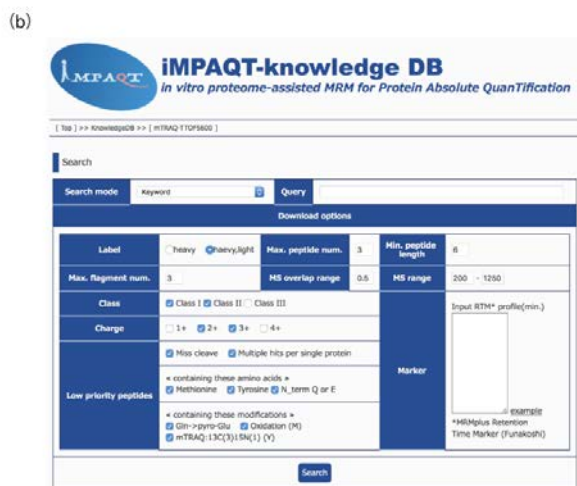 (b)
iMPAQT
iMPAQT-knowledge DB
in vitro proteome-assisted MRM for Protein Absolute QuanTification
[ Top ] >> KnowledgeDB >> [ mTRAQ-TTOF5600 ]
Search
Search mode Keyword Query
Download options
Label heavy haevy,light Max. peptide num. 3 Min. peptide length 6
Max. flagment num. 3 MS overlap range 0.5 MS range 200 - 1250
Class Class I Class II Class III
Charge 1+ 2+ 3+ 4+
Low priority peptides
Miss cleave Multiple hits per single protein
« containing these amino acids »
Methionine Tyrosine N_term Q or E
« containing these modifications »
Gln->pyro-Glu Oxidation (M)
mTRAQ:13C(3)15N(1) (Y)
Marker
Input RTM* profile(min.)
example
*MRMplus Retention
Time Marker (Funakoshi)
Search